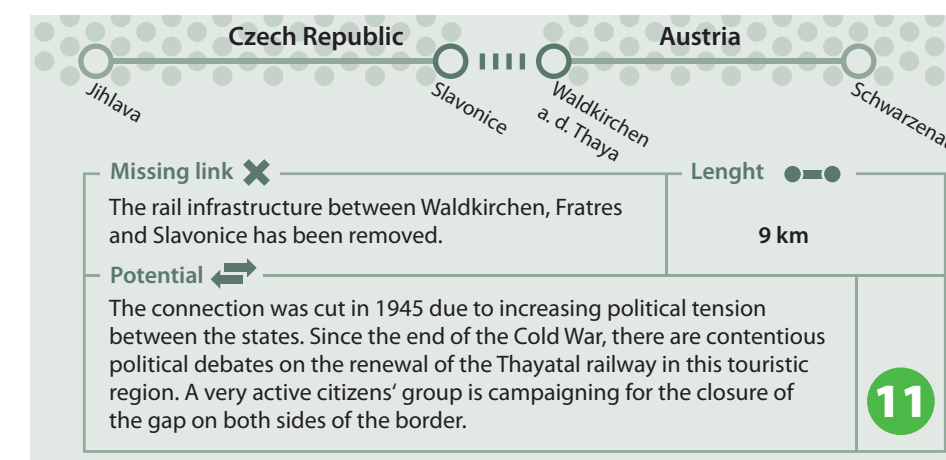 Czech Republic
Austria
Jihlava
Slavonice
Waldkirchen
a. d. Thaya
Schwarzenau
Missing link
Lenght
The rail infrastructure between Waldkirchen, Fratres
and Slavonice has been removed.
9 km
Potential
The connection was cut in 1945 due to increasing political tension
between the states. Since the end of the Cold War, there are contentious
political debates on the renewal of the Thayatal railway in this touristic
region. A very active citizens‘ group is campaigning for the closure of
the gap on both sides of the border.
11